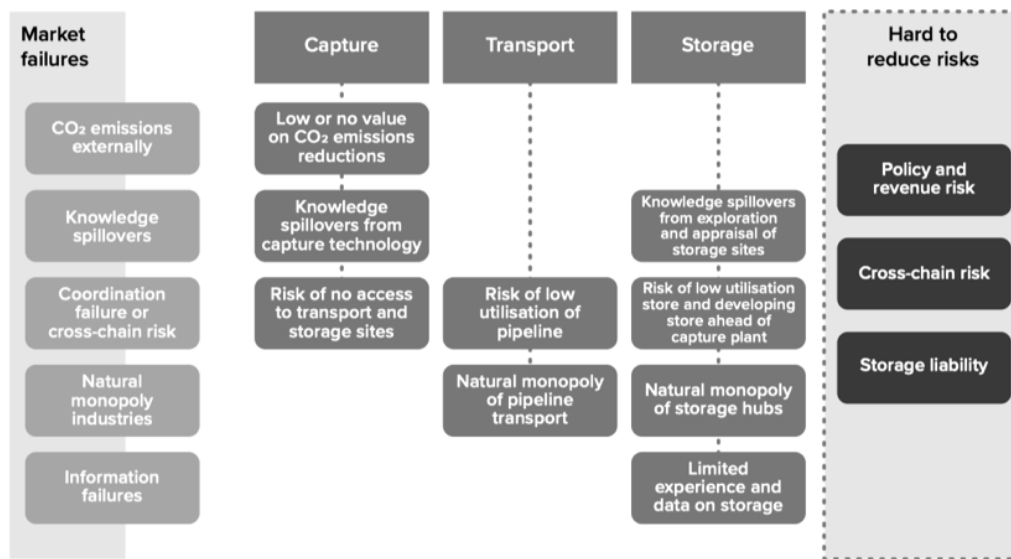 Market
failures
Capture
Transport
Storage
Hard to
reduce risks
CO₂ emissions
externally
Low or no value
on CO₂ emissions
reductions
Policy and
revenue risk
Knowledge
spillovers
Knowledge
spillovers from
capture technology
Knowledge spillovers
from exploration
and appraisal of
storage sites
Cross-chain risk
Coordination
failure or
cross-chain risk
Risk of no access
to transport and
storage sites
Risk of low
utilisation of
pipeline
Risk of low utilisation
store and developing
store ahead of
capture plant
Storage liability
Natural
monopoly
industries
Natural monopoly
of pipeline
transport
Natural monopoly
of storage hubs
Information
failures
Limited
experience and
data on storage